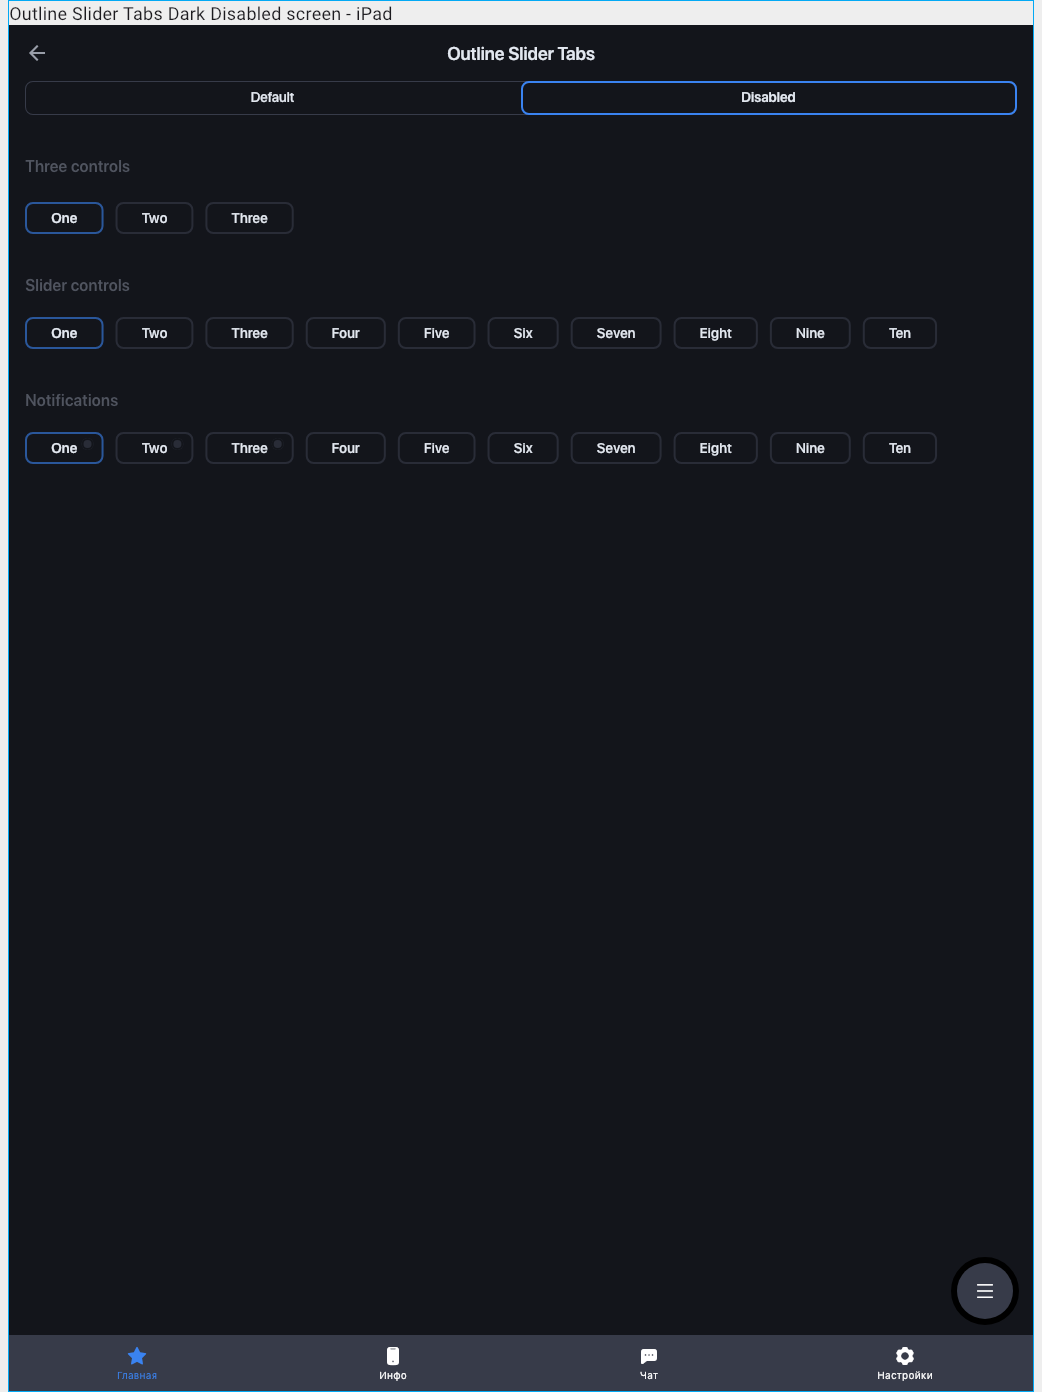 Outline Slider Tabs Dark Disabled screen - iPad
Outline Slider Tabs
Default Disabled
Three controls
One Two Three
Slider controls
One Two Three Four Five Six Seven Eight Nine Ten
Notifications
One Two Three Four Five Six Seven Eight Nine Ten
Главная Инфо Чат Настройки